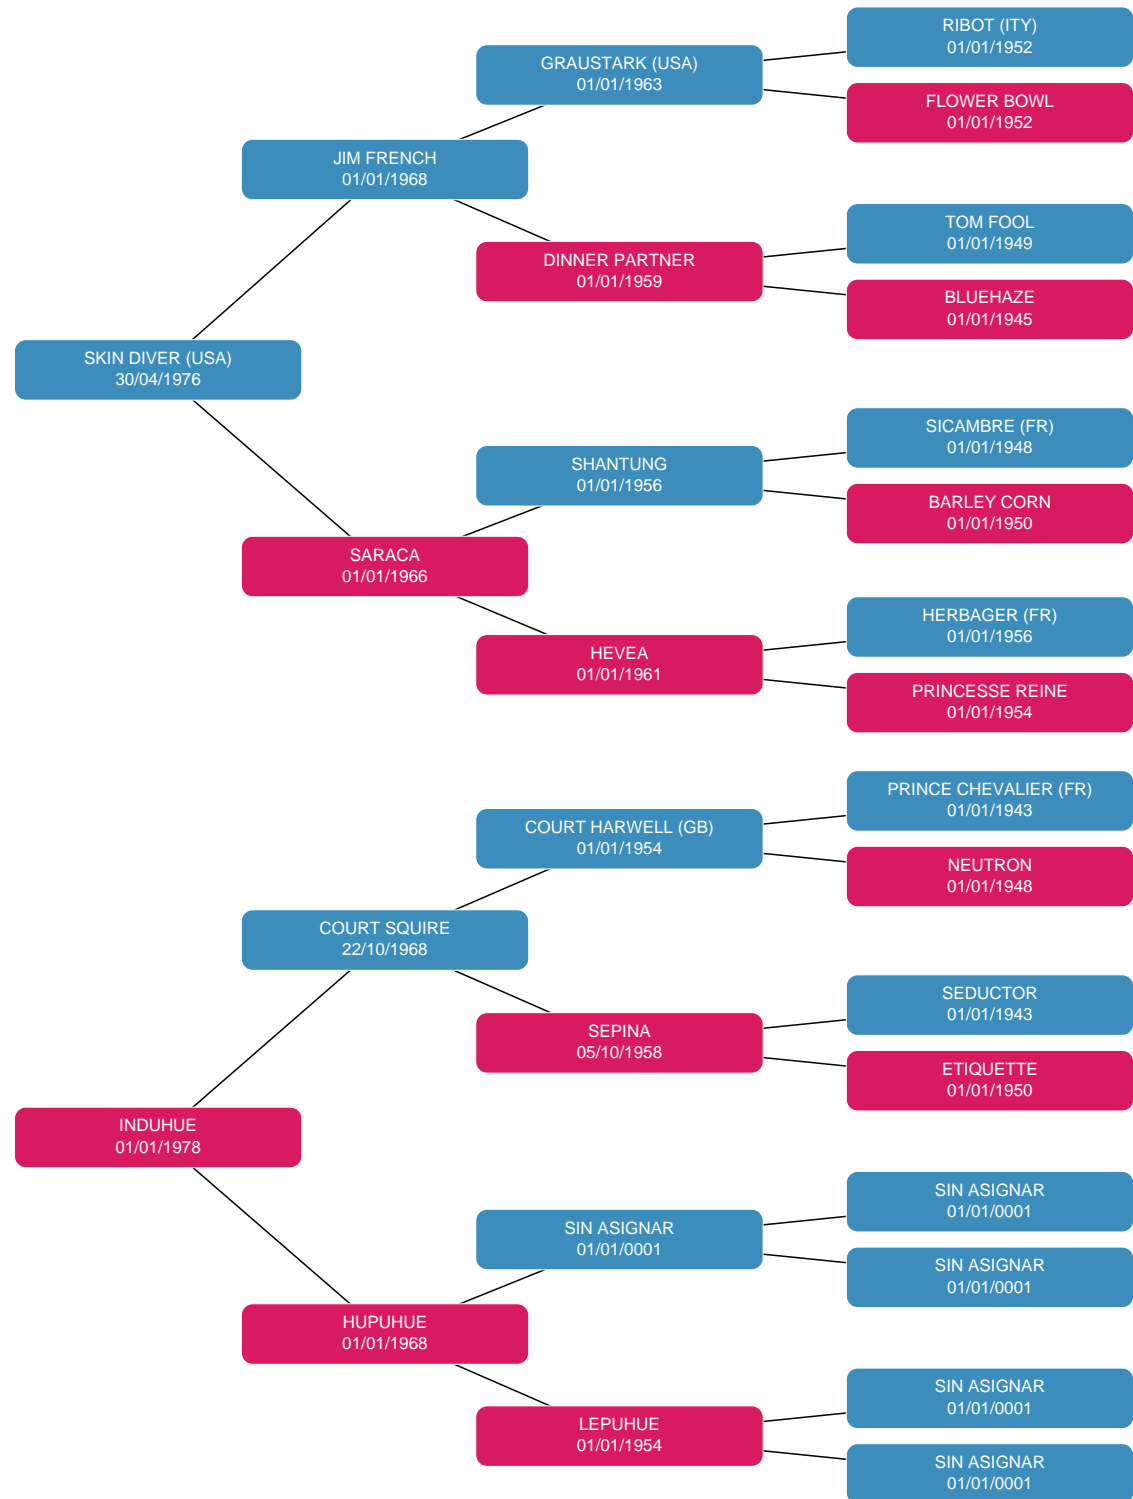 RIBOT (ITY)
01/01/1952
GRAUSTARK (USA)
01/01/1963
FLOWER BOWL
01/01/1952
JIM FRENCH
01/01/1968
TOM FOOL
01/01/1949
DINNER PARTNER
01/01/1959
BLUEHAZE
01/01/1945
SKIN DIVER (USA)
30/04/1976
SICAMBRE (FR)
01/01/1948
SHANTUNG
01/01/1956
BARLEY CORN
01/01/1950
SARACA
01/01/1966
HERBAGER (FR)
01/01/1956
HEVEA
01/01/1961
PRINCESSE REINE
01/01/1954
PRINCE CHEVALIER (FR)
01/01/1943
COURT HARWELL (GB)
01/01/1954
NEUTRON
01/01/1948
COURT SQUIRE
22/10/1968
SEDUCTOR
01/01/1943
SEPINA
05/10/1958
ETIQUETTE
01/01/1950
INDUHUE
01/01/1978
SIN ASIGNAR
01/01/0001
SIN ASIGNAR
01/01/0001
SIN ASIGNAR
01/01/0001
HUPUHUE
01/01/1968
SIN ASIGNAR
01/01/0001
LEPUHUE
01/01/1954
SIN ASIGNAR
01/01/0001